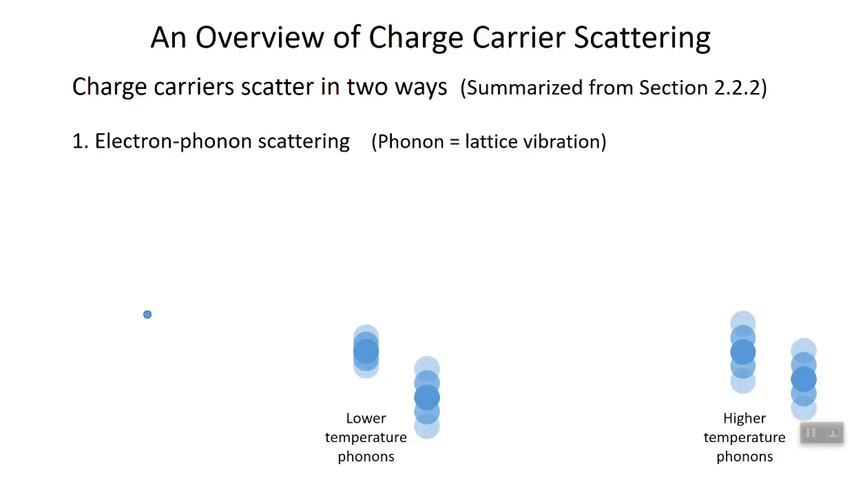 An Overview of Charge Carrier Scattering
Charge carriers scatter in two ways (Summarized from Section 2.2.2)
1. Electron-phonon scattering (Phonon = lattice vibration)
Lower
temperature
phonons
Higher
temperature
phonons